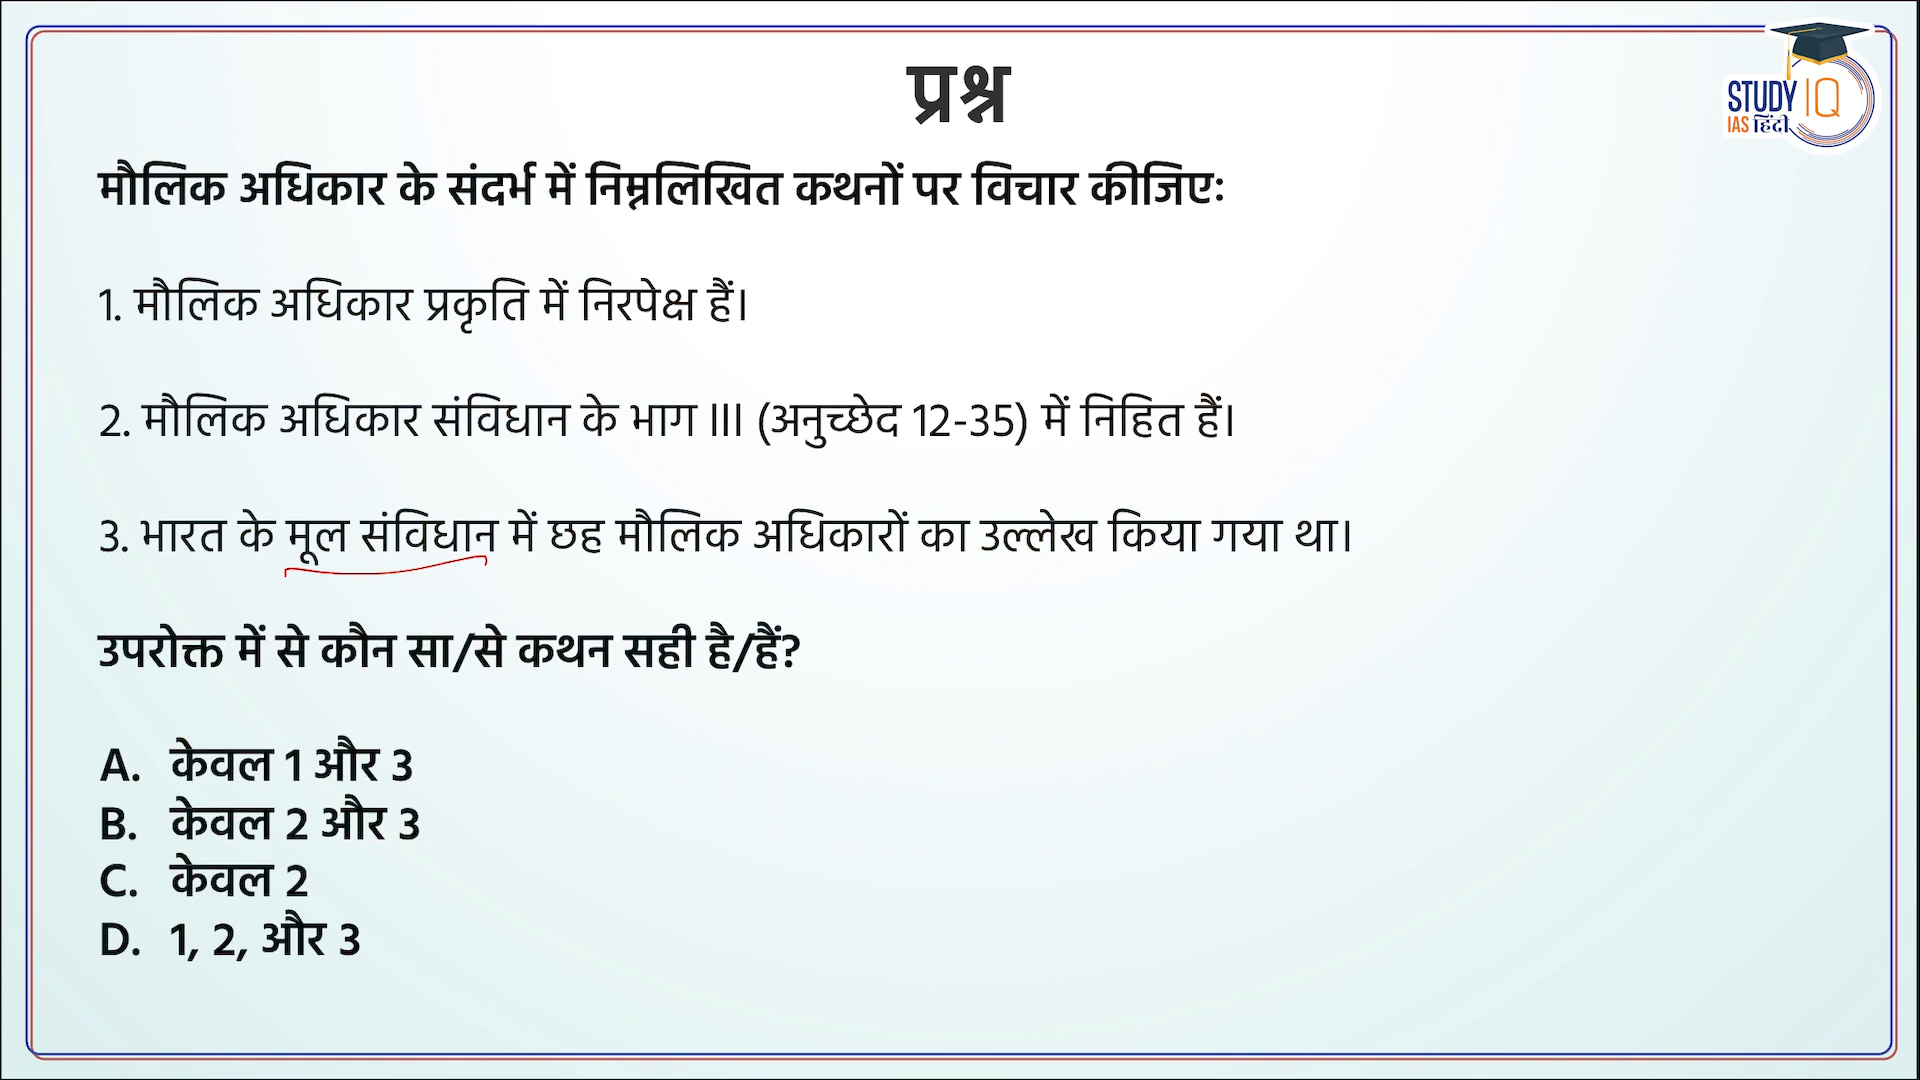 प्रश्न
STUDY IQ
IAS हिंदी
मौलिक अधिकार के संदर्भ में निम्नलिखित कथनों पर विचार कीजिए:
1. मौलिक अधिकार प्रकृति में निरपेक्ष हैं।
2. मौलिक अधिकार संविधान के भाग III (अनुच्छेद 12-35) में निहित हैं।
3. भारत के मूल संविधान में छह मौलिक अधिकारों का उल्लेख किया गया था।
उपरोक्त में से कौन सा/से कथन सही है/हैं?
A. केवल 1 और 3
B. केवल 2 और 3
C. केवल 2
D. 1, 2, और 3